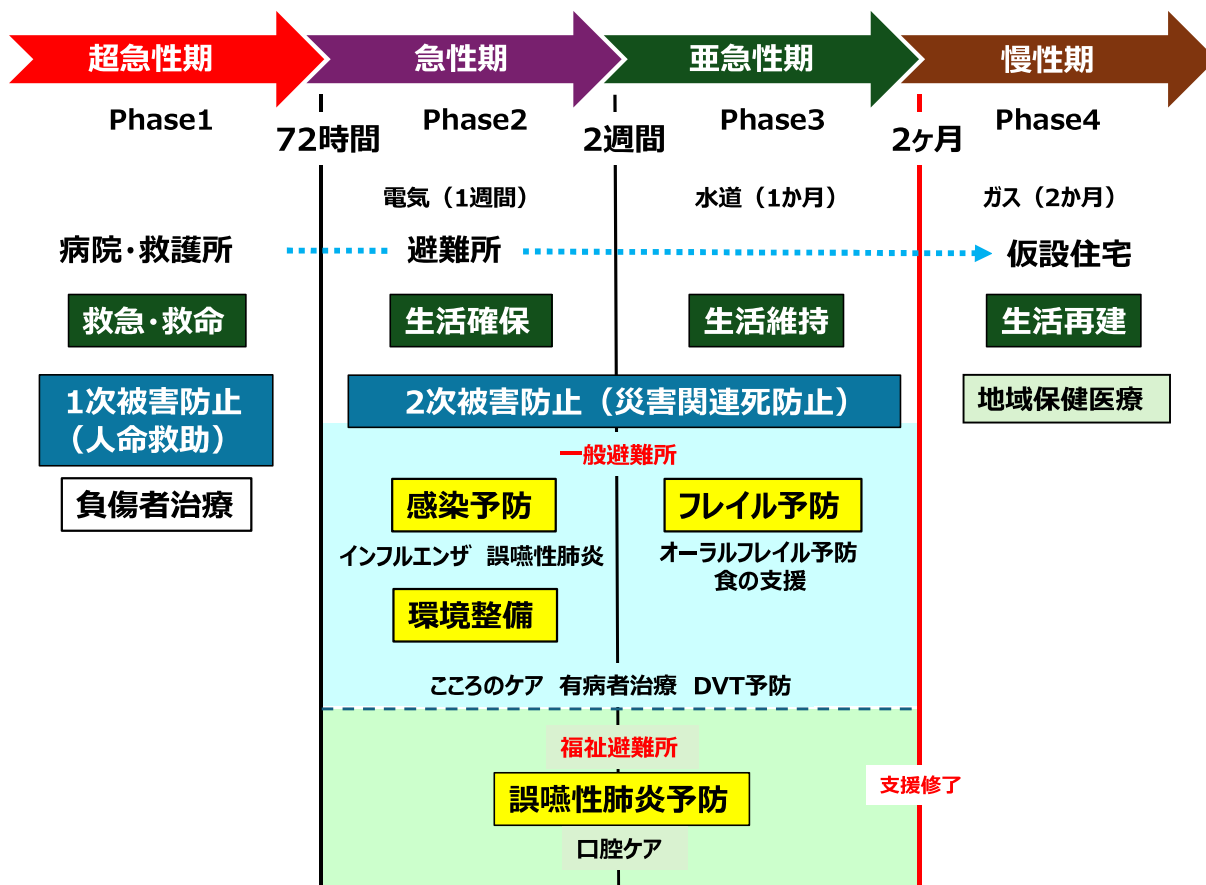 超急性期
急性期
亜急性期
慢性期
Phase1
Phase2
Phase3
Phase4
72時間
2週間
2ヶ月
電気（1週間）
水道（1か月）
ガス（2か月）
病院・救護所
避難所
仮設住宅
救急・救命
生活確保
生活維持
生活再建
1次被害防止
（人命救助）
2次被害防止（災害関連死防止）
地域保健医療
一般避難所
負傷者治療
感染予防
フレイル予防
インフルエンザ 誤嚥性肺炎
オーラルフレイル予防
食の支援
環境整備
こころのケア 有病者治療 DVT予防
福祉避難所
誤嚥性肺炎予防
支援修了
口腔ケア